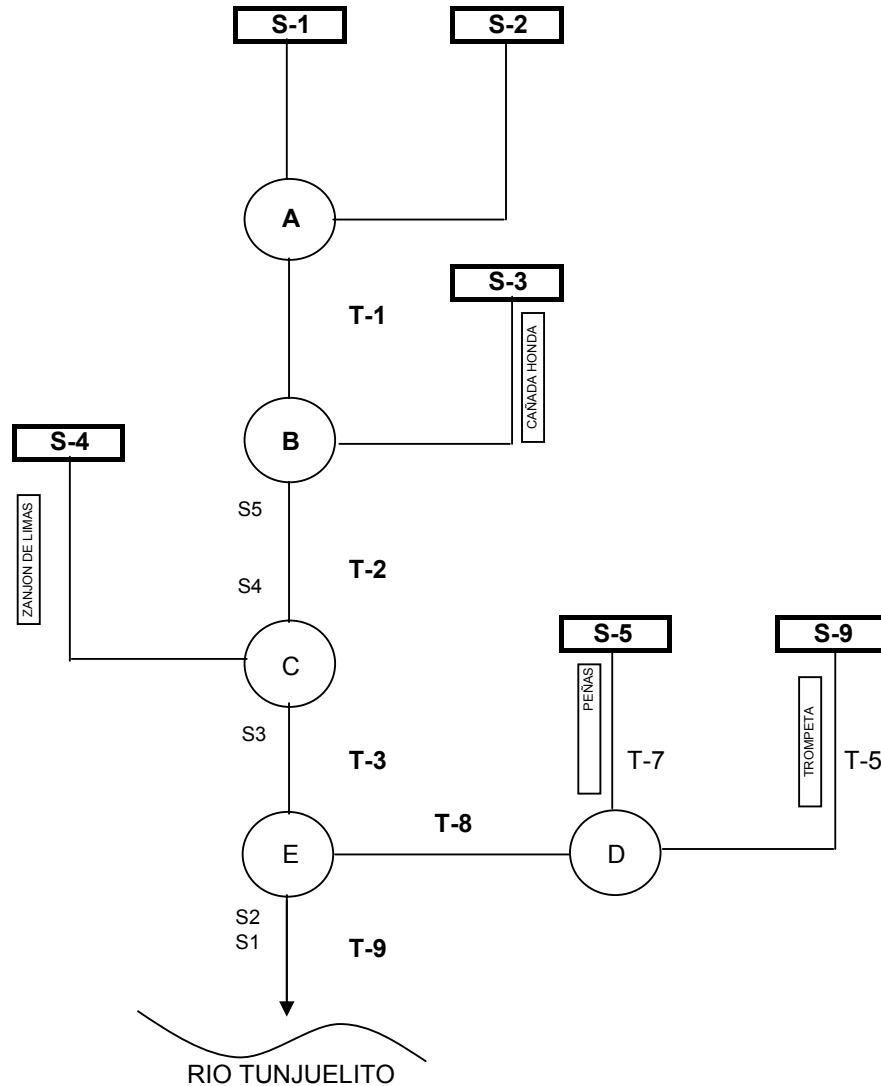 S-1
S-2
A
S-3
T-1
CAÑADA HONDA
S-4
B
S5
ZANJON DE LIMAS
T-2
S4
S-5
S-9
C
PEÑAS
TROMPETA
S3
T-3
T-7
T-5
T-8
E
D
S2
S1
T-9
RIO TUNJUELITO